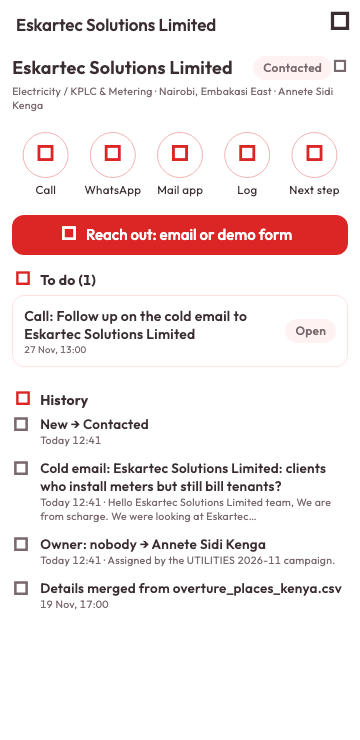 Eskartec Solutions Limited
Eskartec Solutions Limited
Contacted
Electricity / KPLC & Metering · Nairobi, Embakasi East · Annete Sidi
Kenga
Call
WhatsApp
Mail app
Log
Next step
Reach out: email or demo form
To do (1)
Call: Follow up on the cold email to
Eskartec Solutions Limited
27 Nov, 13:00
Open
History
New → Contacted
Today 12:41
Cold email: Eskartec Solutions Limited: clients
who install meters but still bill tenants?
Today 12:41 · Hello Eskartec Solutions Limited team, We are
from scharge. We were looking at Eskartec…
Owner: nobody → Annete Sidi Kenga
Today 12:41 · Assigned by the UTILITIES 2026-11 campaign.
Details merged from overture_places_kenya.csv
19 Nov, 17:00